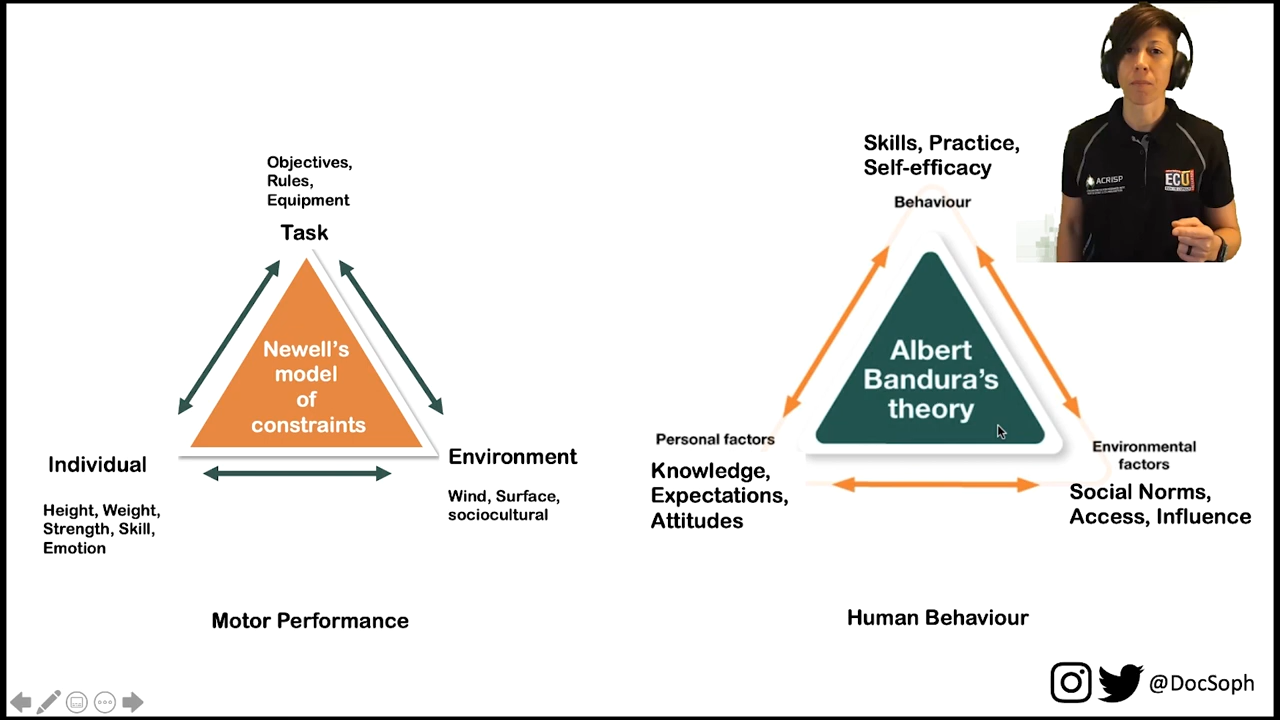 Objectives,
Rules,
Equipment
Task
Newell's
model
of
constraints
Individual
Height, Weight,
Strength, Skill,
Emotion
Environment
Wind, Surface,
sociocultural
Motor Performance
Skills, Practice,
Self-efficacy
Behaviour
Albert
Bandura's
theory
Personal factors
Knowledge,
Expectations,
Attitudes
Environmental
factors
Social Norms,
Access, Influence
Human Behaviour
ACRISP
ECU
@DocSoph